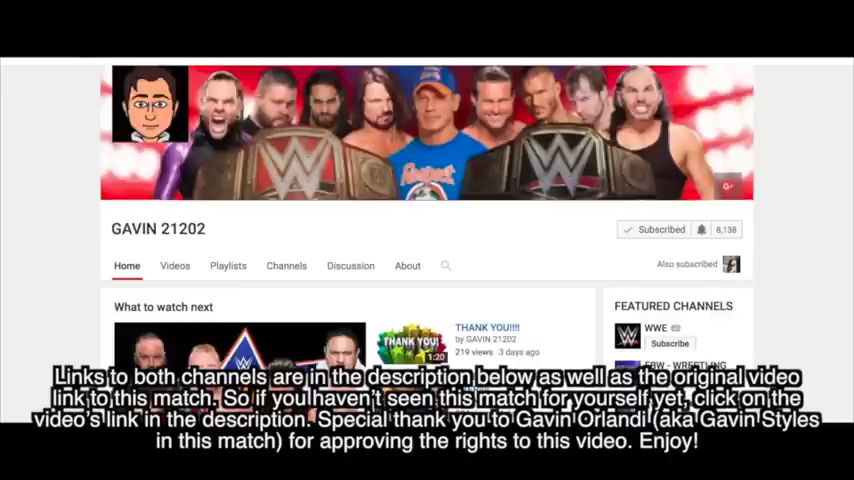 G+
GAVIN 21202
Subscribed 8,138
Home Videos Playlists Channels Discussion About
Also subscribed
What to watch next
FEATURED CHANNELS
THANK YOU!
1:20
THANK YOU!!!!
by GAVIN 21202
219 views 3 days ago
WWE
Subscribe
FBW - WRESTLING
Links to both channels are in the description below as well as the original video
link to this match. So if you haven't seen this match for yourself yet, click on the
video's link in the description. Special thank you to Gavin Orlandi (aka Gavin Styles
in this match) for approving the rights to this video. Enjoy!